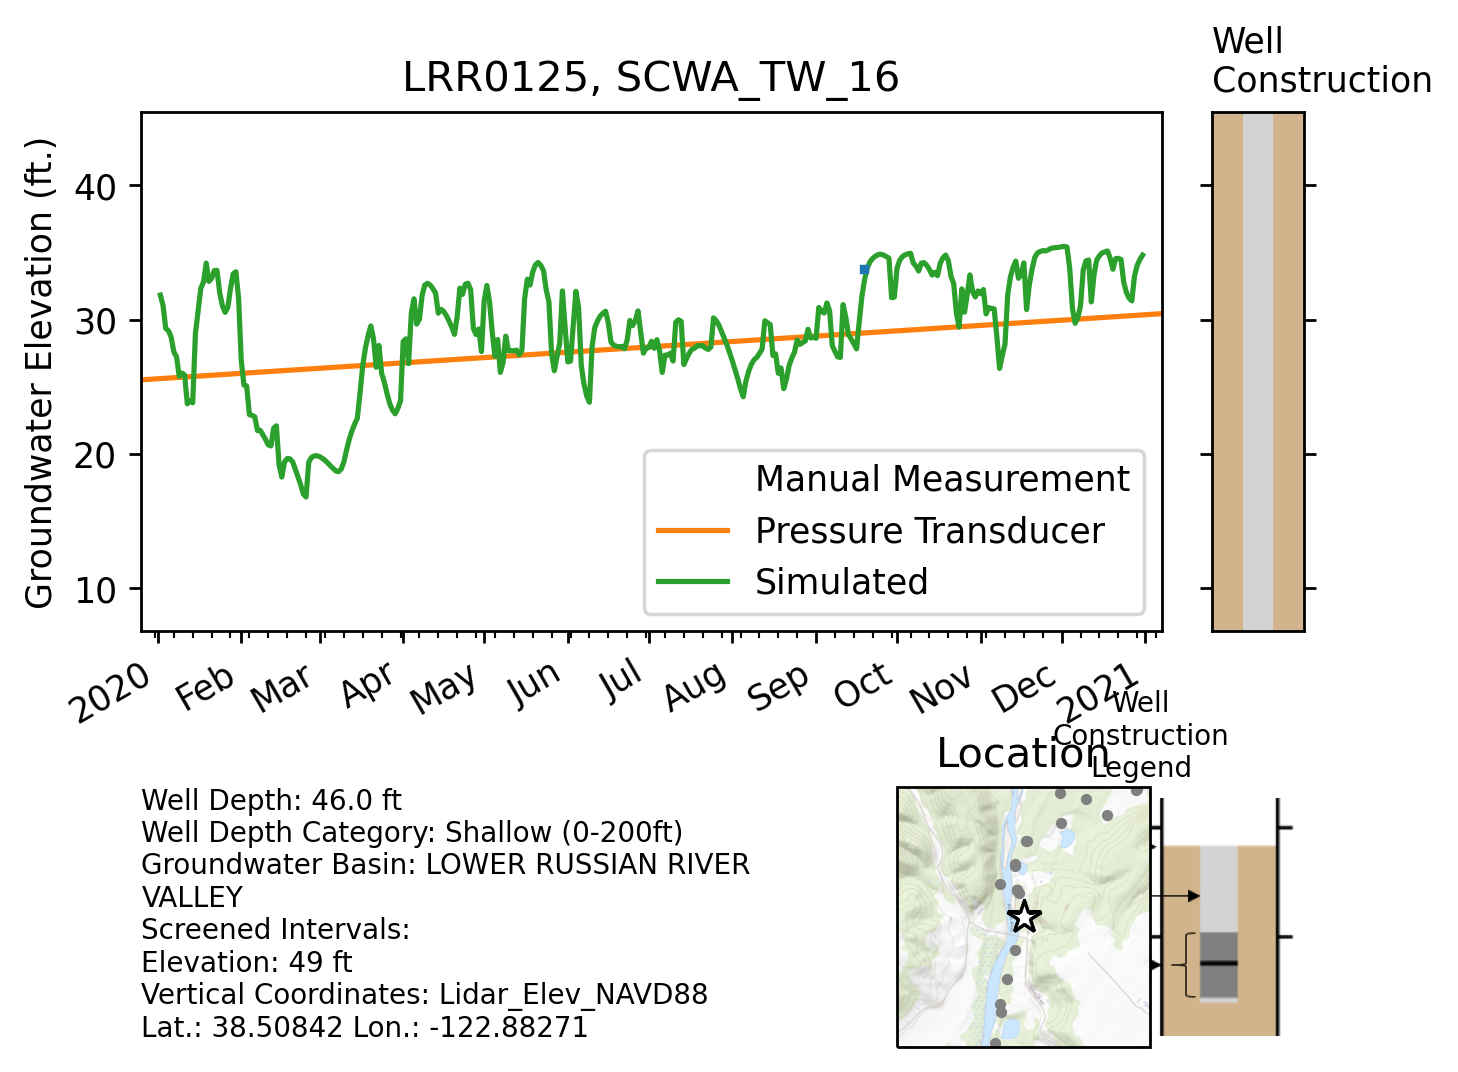 Well
Construction
LRR0125, SCWA_TW_16
Groundwater Elevation (ft.)
40
30
20
10
Manual Measurement
Pressure Transducer
Simulated
2020 Feb Mar Apr May Jun Jul Aug Sep Oct Nov Dec 2021
Well
Construction
Legend
Location
Well Depth: 46.0 ft
Well Depth Category: Shallow (0-200ft)
Groundwater Basin: LOWER RUSSIAN RIVER
VALLEY
Screened Intervals:
Elevation: 49 ft
Vertical Coordinates: Lidar_Elev_NAVD88
Lat.: 38.50842 Lon.: -122.88271